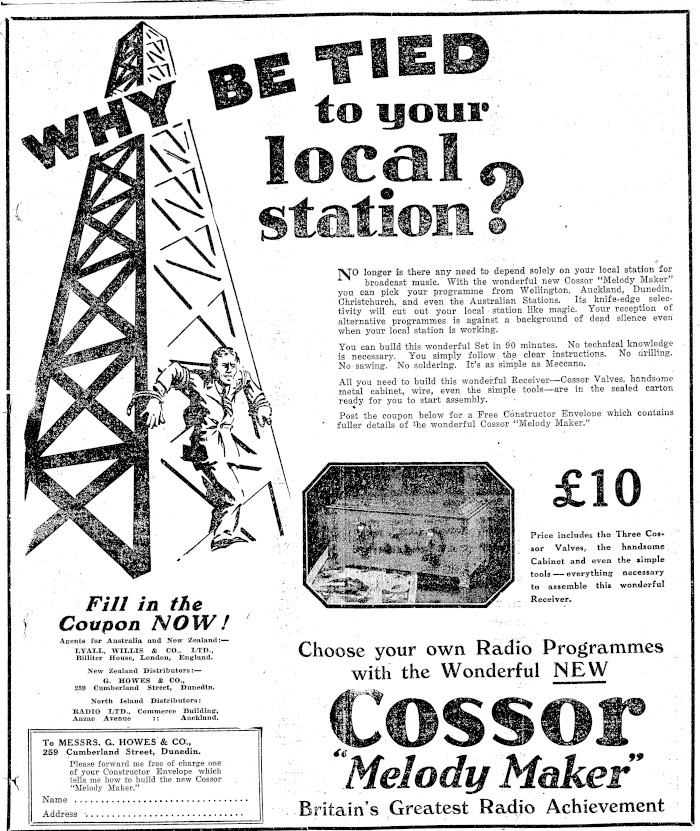 WHY BE TIED
to your
local
station?
No longer is there any need to depend solely on your local station for
broadcast music. With the wonderful new Cossor "Melody Maker"
you can pick your programme from Wellington, Auckland, Dunedin,
Christchurch, and even the Australian Stations. Its knife-edge selec-
tivity will cut out your local station like magic. Your reception of
alternative programmes is against a background of dead silence even
when your local station is working.
You can build this wonderful Set in 90 minutes. No technical knowledge
is necessary. You simply follow the clear instructions. No drilling.
No sawing. No soldering. It's as simple as Meccano.
All you need to build this wonderful Receiver—Cossor Valves, handsome
metal cabinet, wire, even the simple tools—are in the sealed carton
ready for you to start assembly.
Post the coupon below for a Free Constructor Envelope which contains
fuller details of the wonderful Cossor "Melody Maker."
£10
Price includes the Three Cos-
sor Valves, the handsome
Cabinet and even the simple
tools—everything necessary
to assemble this wonderful
Receiver.
Fill in the
Coupon NOW!
Agents for Australia and New Zealand:—
LYALL, WILLIS & CO., LTD.,
Billiter House, London, England.
New Zealand Distributors:—
G. HOWES & CO.,
259 Cumberland Street, Dunedin.
North Island Distributors:
RADIO LTD., Commerce Building,
Anzac Avenue :: Auckland.
To MESSRS. G. HOWES & CO.,
259 Cumberland Street, Dunedin.
Please forward me free of charge one
of your Constructor Envelope which
tells me how to build the new Cossor
"Melody Maker."
Name ...............................
Address ............................
Choose your own Radio Programmes
with the Wonderful NEW
Cossor
"Melody Maker"
Britain's Greatest Radio Achievement